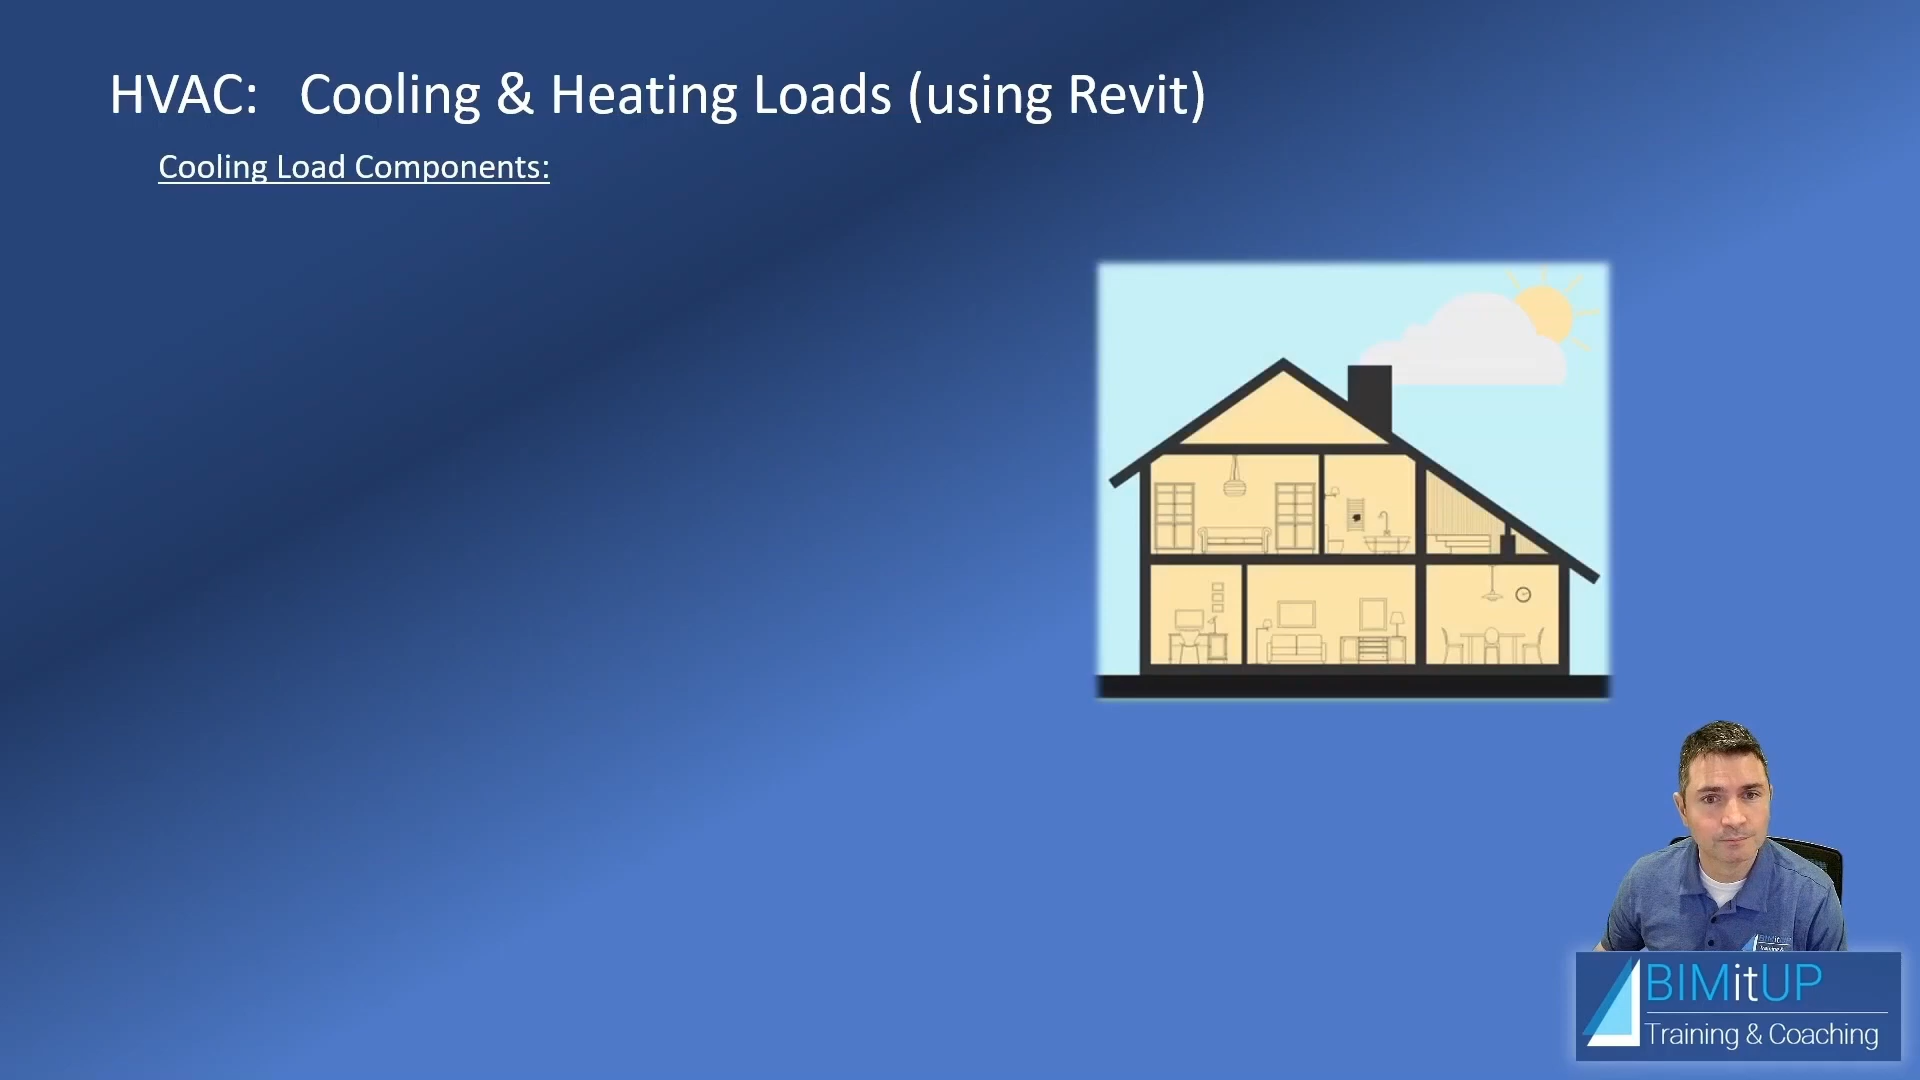 HVAC: Cooling & Heating Loads (using Revit)
Cooling Load Components:
BIMitUP
Training & Coaching